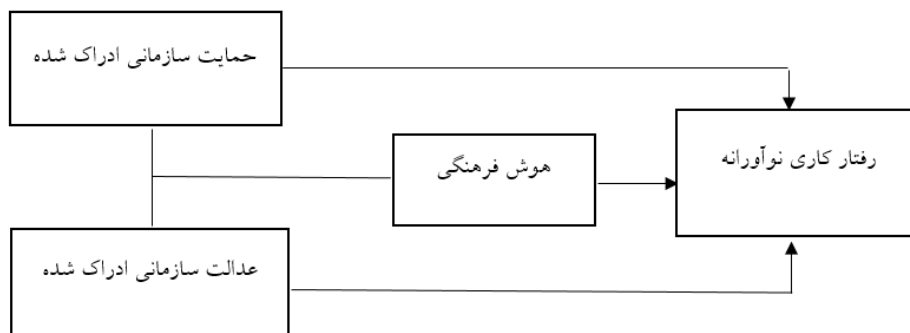 حمایت سازمانی ادراک شده
رفتار کاری نوآورانه
هوش فرهنگی
عدالت سازمانی ادراک شده